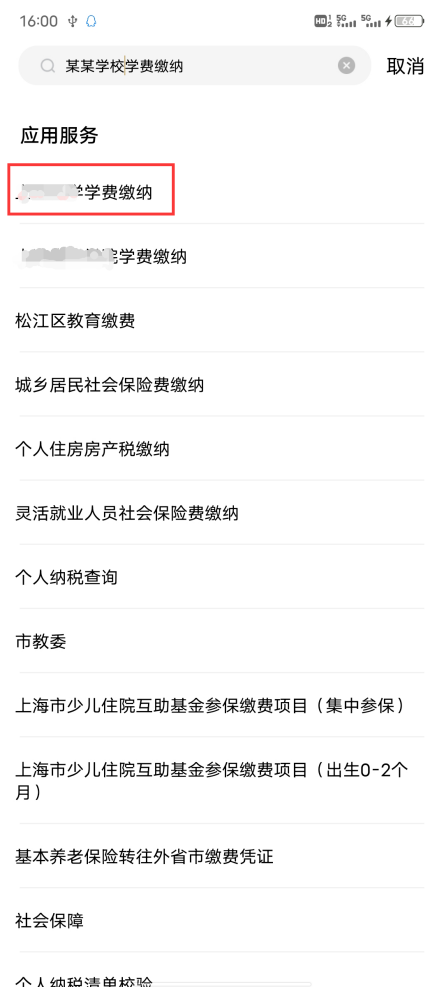 16:00
HD 1 2 5G 5G 66
某某学校学费缴纳
取消
应用服务
学学费缴纳
院学费缴纳
松江区教育缴费
城乡居民社会保险费缴纳
个人住房房产税缴纳
灵活就业人员社会保险费缴纳
个人纳税查询
市教委
上海市少儿住院互助基金参保缴费项目（集中参保）
上海市少儿住院互助基金参保缴费项目（出生0-2个
月）
基本养老保险转往外省市缴费凭证
社会保障
个人纳税清单校验